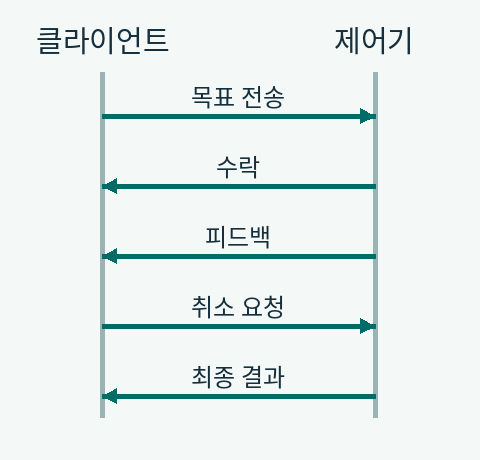 클라이언트 제어기
목표 전송
수락
피드백
취소 요청
최종 결과